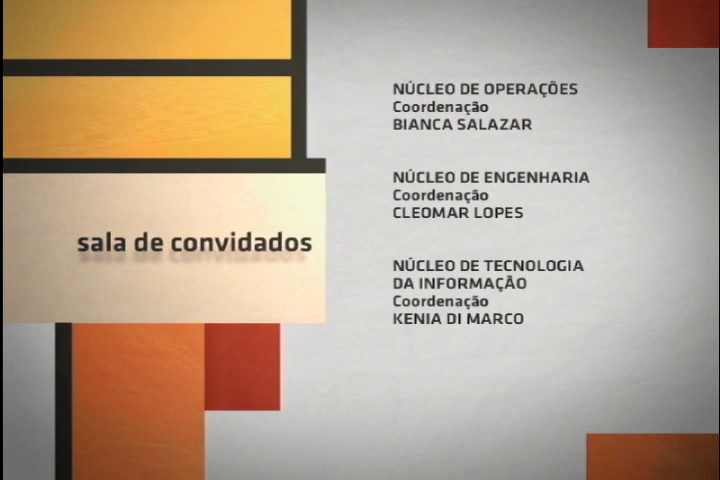 sala de convidados
NÚCLEO DE OPERAÇÕES
Coordenação
BIANCA SALAZAR
NÚCLEO DE ENGENHARIA
Coordenação
CLEOMAR LOPES
NÚCLEO DE TECNOLOGIA
DA INFORMAÇÃO
Coordenação
KENIA DI MARCO